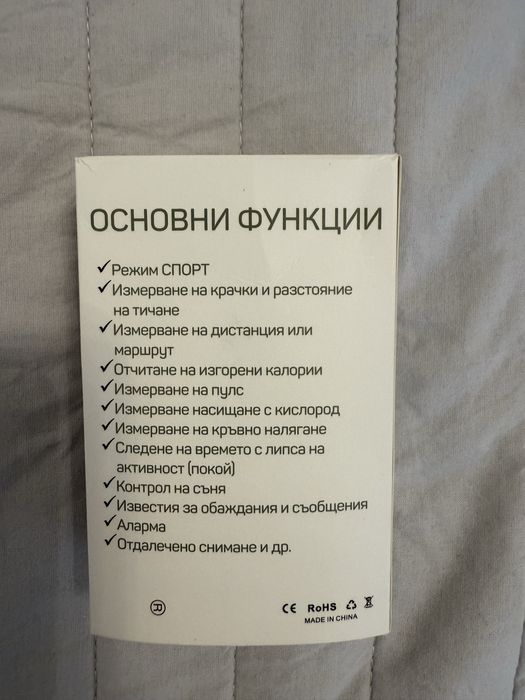 ОСНОВНИ ФУНКЦИИ
✓Режим СПОРТ
✓Измерване на крачки и разстояние
на тичане
✓Измерване на дистанция или
маршрут
✓Отчитане на изгорени калории
✓Измерване на пулс
✓Измерване насищане с кислород
✓Измерване на кръвно налягане
✓Следене на времето с липса на
активност (покой)
✓Контрол на съня
✓Известия за обаждания и съобщения
✓Аларма
✓Отдалечено снимане и др.
® CE RoHS
MADE IN CHINA